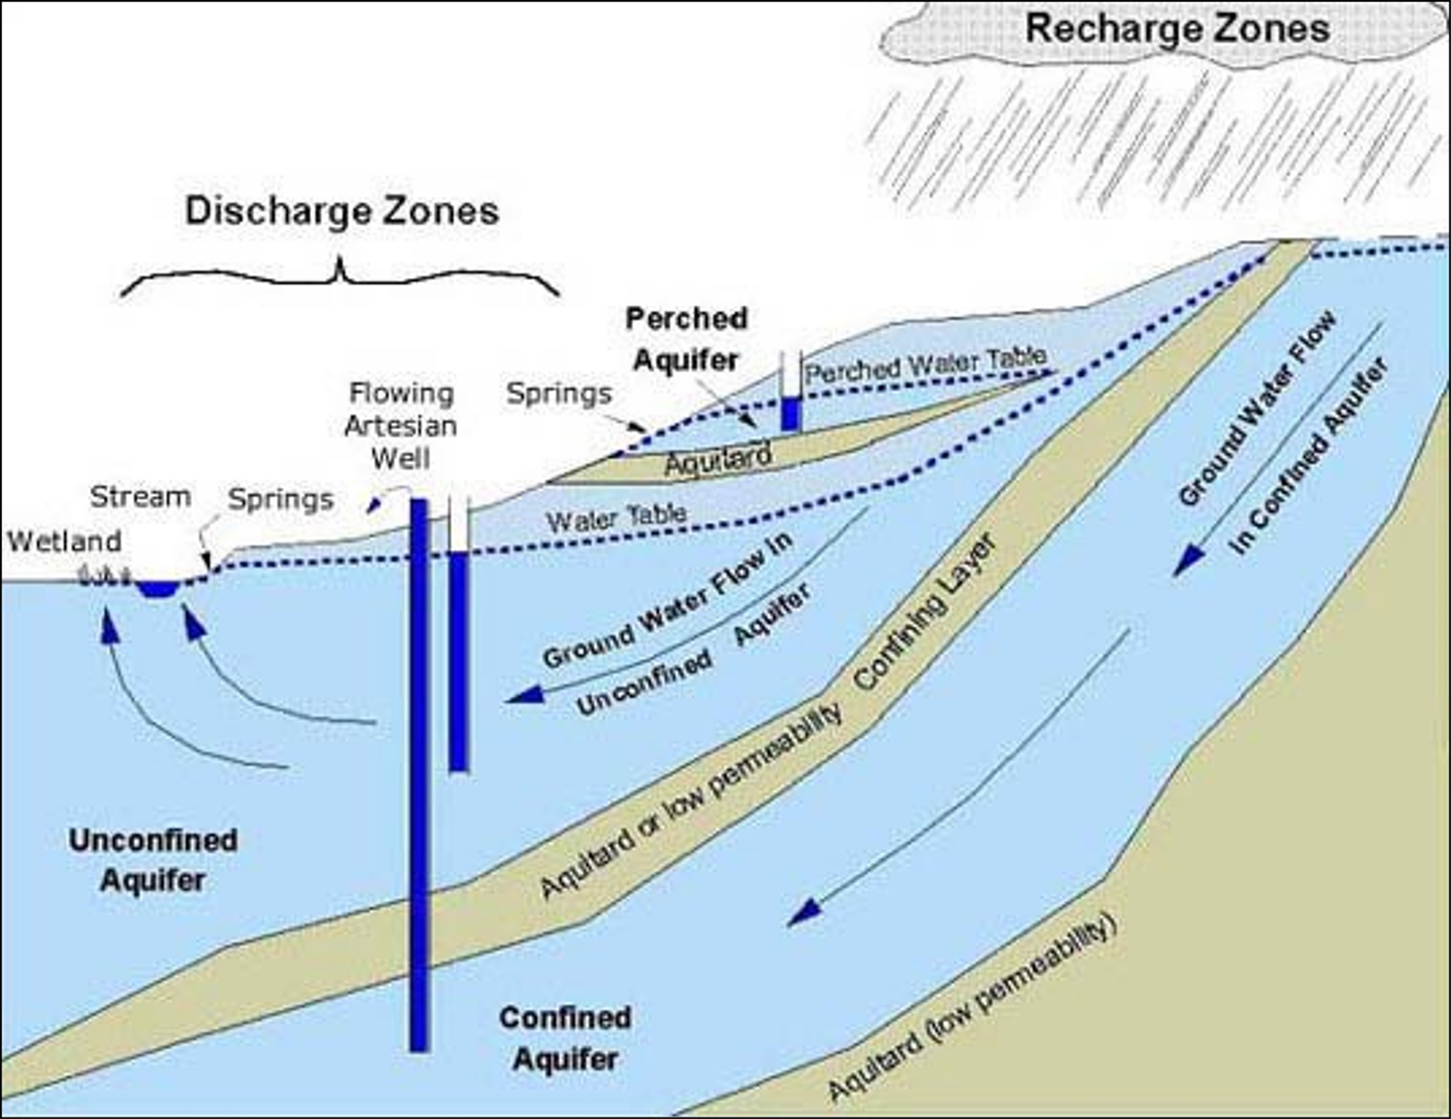 Recharge Zones
Discharge Zones
Perched
Aquifer
Perched Water Table
Flowing
Artesian
Well
Springs
Aquitard
Stream
Springs
Water Table
Wetland
Ground Water Flow
In Confined Aquifer
Ground Water Flow in
Unconfined Aquifer
Confining Layer
Aquitard or low permeability
Unconfined
Aquifer
Confined
Aquifer
Aquitard (low permeability)